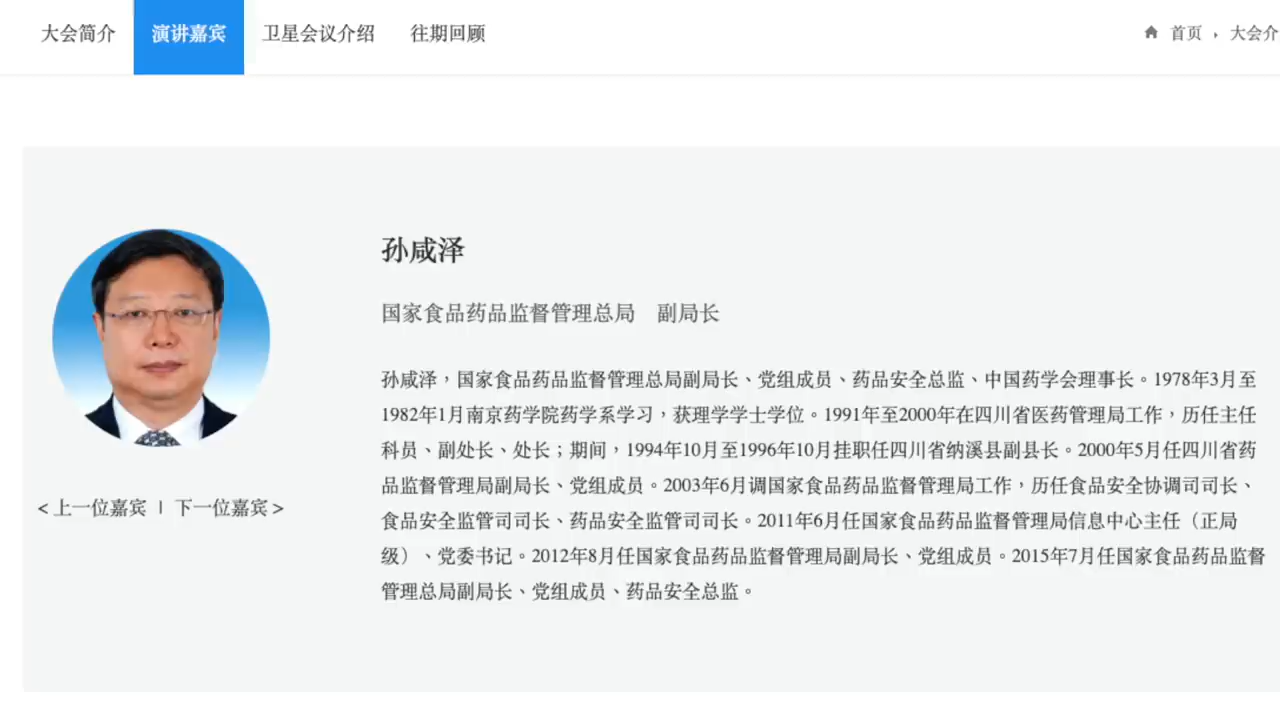 大会简介 演讲嘉宾 卫星会议介绍 往期回顾 首页 › 大会介
孙咸泽
国家食品药品监督管理总局 副局长
孙咸泽，国家食品药品监督管理总局副局长、党组成员、药品安全总监、中国药学会理事长。1978年3月至
1982年1月南京药学院药学系学习，获理学学士学位。1991年至2000年在四川省医药管理局工作，历任主任
科员、副处长、处长；期间，1994年10月至1996年10月挂职任四川省纳溪县副县长。2000年5月任四川省药
品监督管理局副局长、党组成员。2003年6月调国家食品药品监督管理局工作，历任食品安全协调司司长、
食品安全监管司司长、药品安全监管司司长。2011年6月任国家食品药品监督管理局信息中心主任（正局
级）、党委书记。2012年8月任国家食品药品监督管理局副局长、党组成员。2015年7月任国家食品药品监督
管理总局副局长、党组成员、药品安全总监。
< 上一位嘉宾 | 下一位嘉宾 >